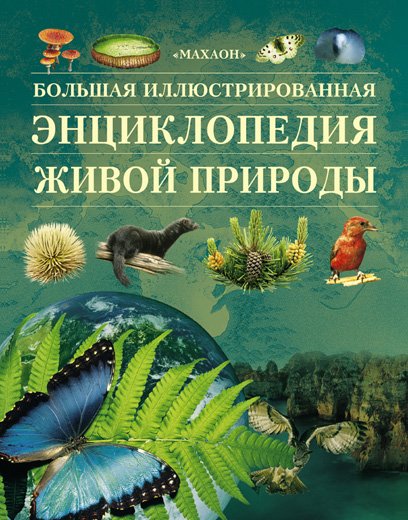 «МАХАОН»
БОЛЬШАЯ ИЛЛЮСТРИРОВАННАЯ
ЭНЦИКЛОПЕДИЯ
ЖИВОЙ ПРИРОДЫ